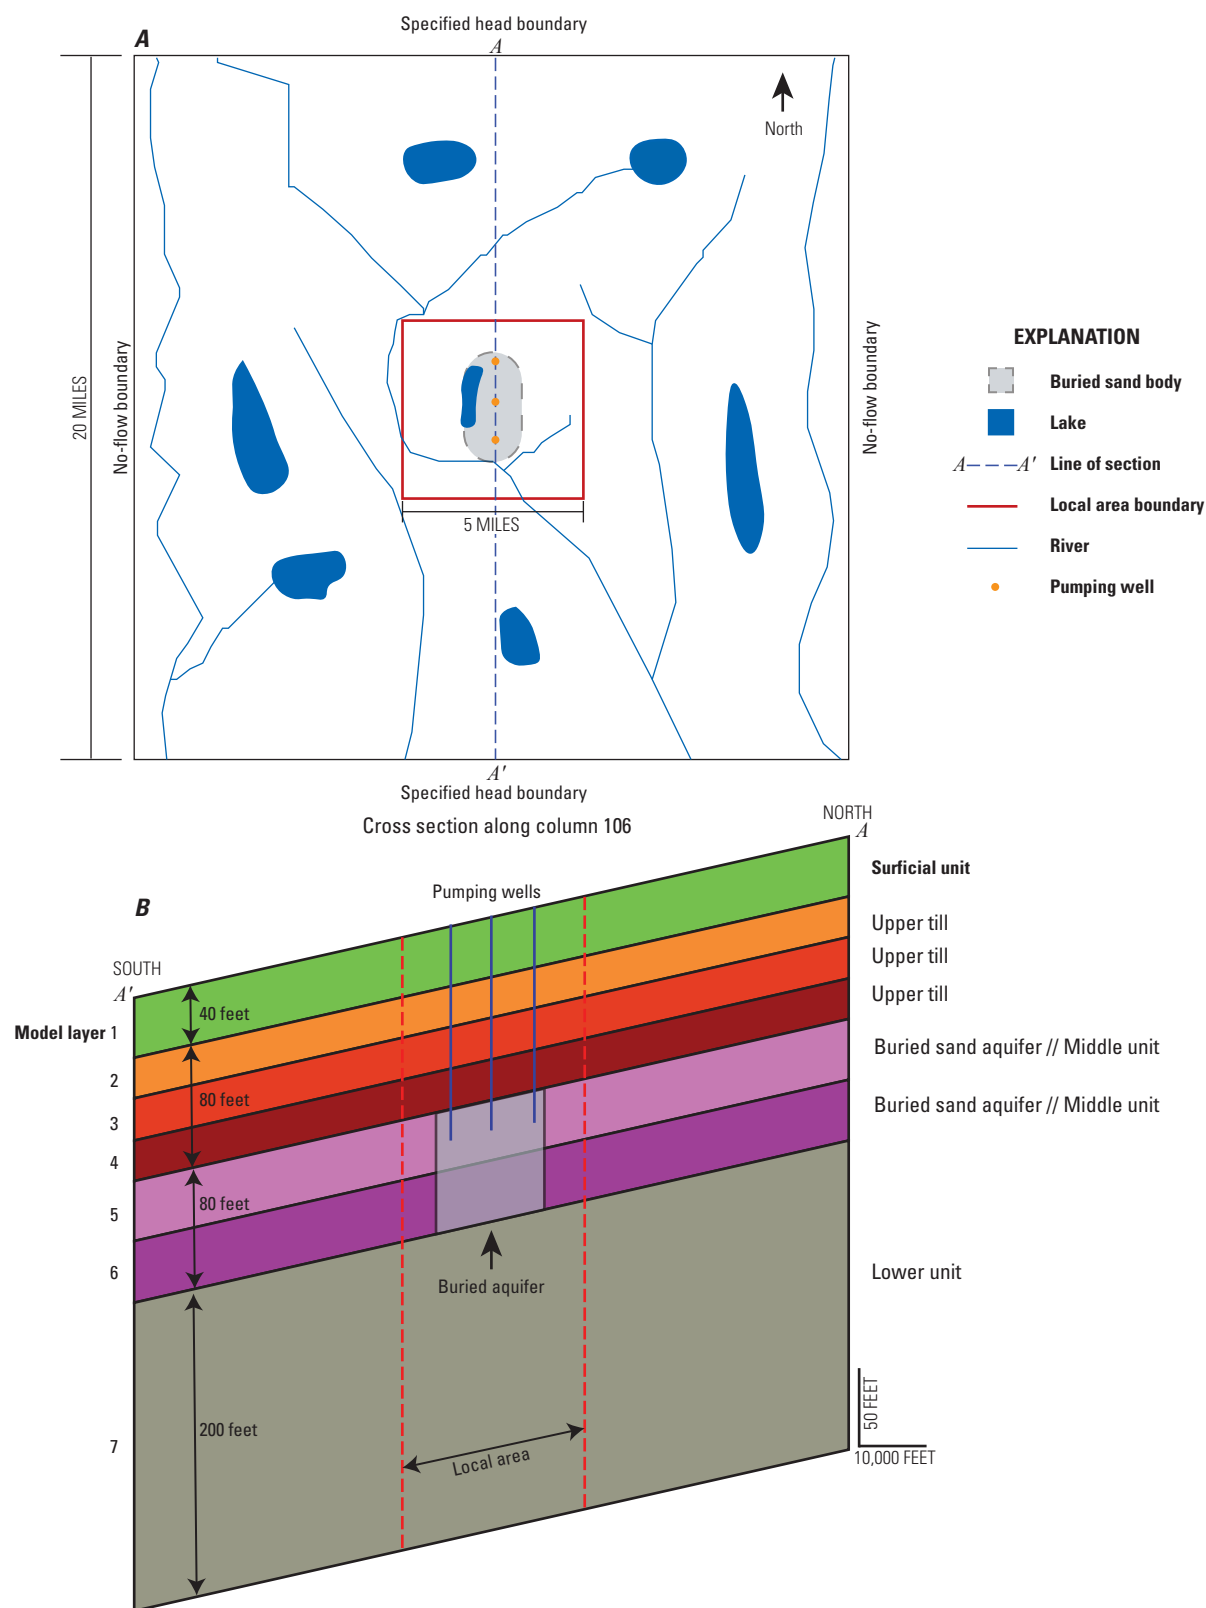 Specified head boundary
A
A
North
20 MILES
No-flow boundary
No-flow boundary
5 MILES
A′
Specified head boundary
EXPLANATION
Buried sand body
Lake
A A′ Line of section
Local area boundary
River
Pumping well
Cross section along column 106
NORTH
A
B
Pumping wells
Surficial unit
Upper till
Upper till
Upper till
Buried sand aquifer // Middle unit
Buried sand aquifer // Middle unit
Lower unit
SOUTH
A′
Model layer 1
2
3
4
5
6
7
40 feet
80 feet
80 feet
200 feet
Buried aquifer
Local area
50 FEET
10,000 FEET